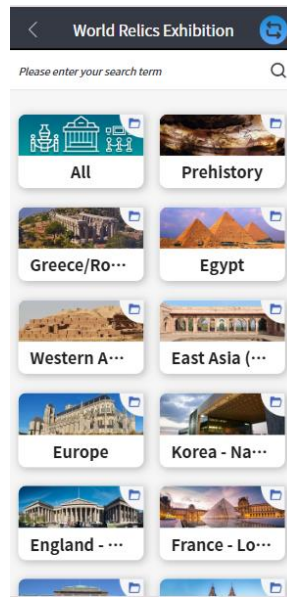 World Relics Exhibition
Please enter your search term
All
Prehistory
Greece/Ro···
Egypt
Western A···
East Asia (···
Europe
Korea - Na···
England - ···
France - Lo···